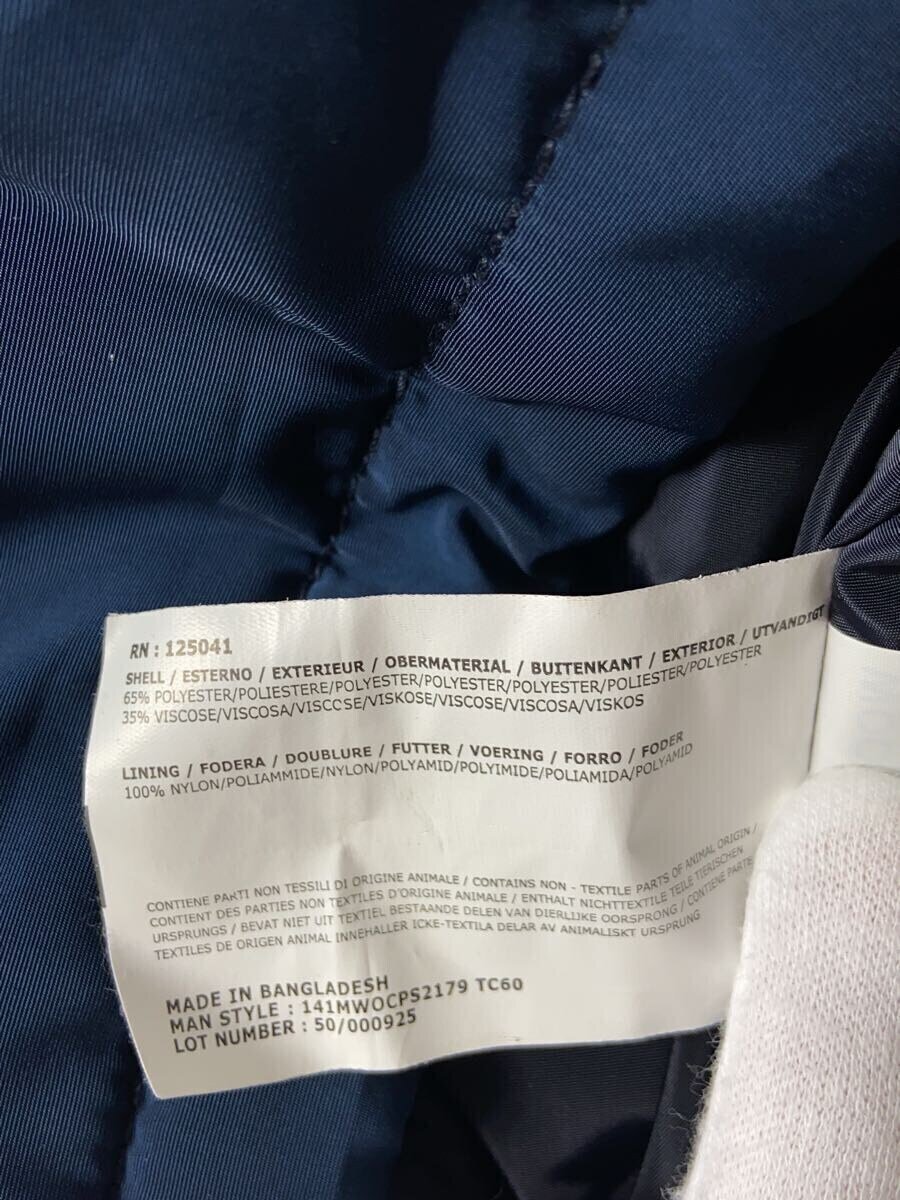 RN : 125041
SHELL / ESTERNO / EXTERIEUR / OBERMATERIAL / BUITENKANT / EXTERIOR / UTVANDIGT
65% POLYESTER/POLIESTERE/POLYESTER/POLYESTER/POLYESTER/POLIESTER/POLYESTER
35% VISCOSE/VISCOSA/VISCCSE/VISKOSE/VISCOSE/VISCOSA/VISKOS
LINING / FODERA / DOUBLURE / FUTTER / VOERING / FORRO / FODER
100% NYLON/POLIAMMIDE/NYLON/POLYAMID/POLYIMIDE/POLIAMIDA/POLYAMID
CONTIENE PARTI NON TESSILI DI ORIGINE ANIMALE / CONTAINS NON - TEXTILE PARTS OF ANIMAL ORIGIN /
CONTIENT DES PARTIES NON TEXTILES D'ORIGINE ANIMALE / ENTHALT NICHTTEXTILE TEILE TIERISCHEN
URSPRUNGS / BEVAT NIET UIT TEXTIEL BESTAANDE DELEN VAN DIERLIJKE OORSPRONG / CONTIENE PARTE
TEXTILES DE ORIGEN ANIMAL INNEHALLER ICKE-TEXTILA DELAR AV ANIMALISKT URSPRUNG
MADE IN BANGLADESH
MAN STYLE : 141MWOCPS2179 TC60
LOT NUMBER : 50/000925